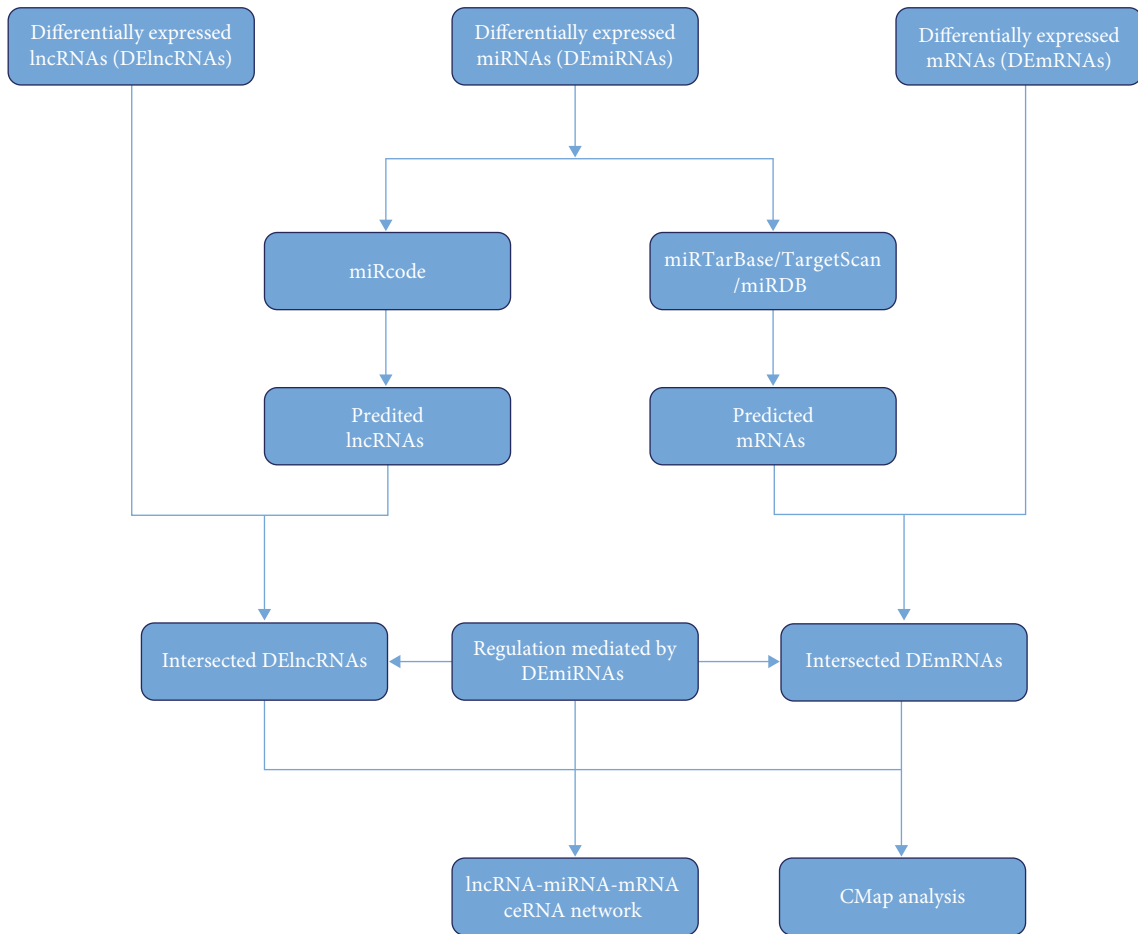 Differentially expressed
lncRNAs (DElncRNAs)
Differentially expressed
miRNAs (DEmiRNAs)
Differentially expressed
mRNAs (DEmRNAs)
miRcode
miRTarBase/TargetScan
/miRDB
Predited
lncRNAs
Predicted
mRNAs
Intersected DElncRNAs
Regulation mediated by
DEmiRNAs
Intersected DEmRNAs
lncRNA-miRNA-mRNA
ceRNA network
CMap analysis